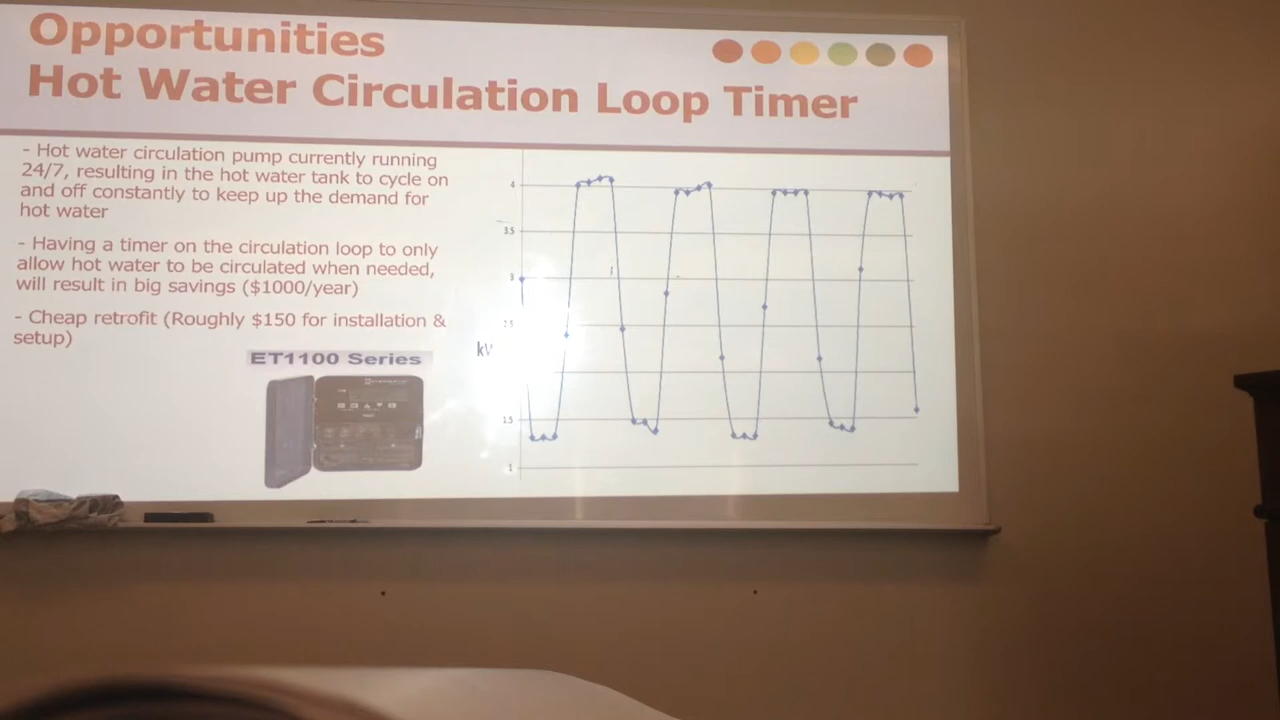 Opportunities
Hot Water Circulation Loop Timer
- Hot water circulation pump currently running
24/7, resulting in the hot water tank to cycle on
and off constantly to keep up the demand for
hot water
- Having a timer on the circulation loop to only
allow hot water to be circulated when needed,
will result in big savings ($1000/year)
- Cheap retrofit (Roughly $150 for installation &
setup)
ET1100 Series
4
3.5
3
2.5
1.5
1